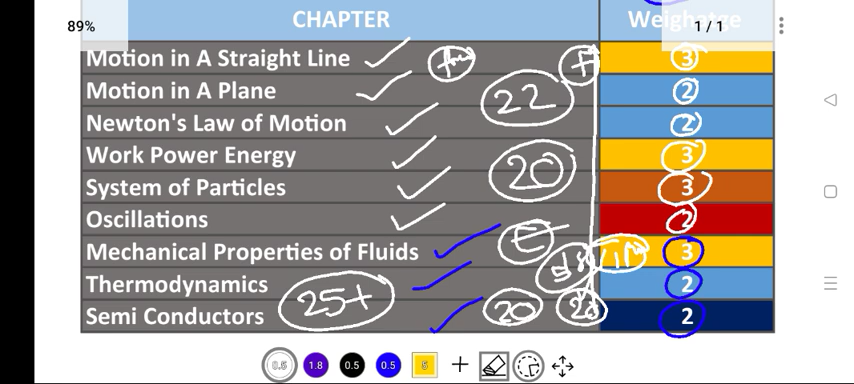 89%
CHAPTER
1/1
Motion in A Straight Line 3
Motion in A Plane 2
22
Newton's Law of Motion 2
Work Power Energy 3
20
System of Particles 3
Oscillations 2
Mechanical Properties of Fluids 3
Thermodynamics 2
25+
Semi Conductors 20 2
0.5 1.8 0.5 0.5 5